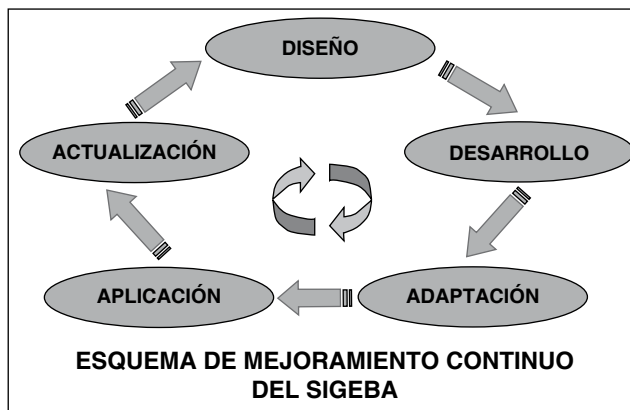 DISEÑO
ACTUALIZACIÓN
DESARROLLO
APLICACIÓN
ADAPTACIÓN
ESQUEMA DE MEJORAMIENTO CONTINUO
DEL SIGEBA